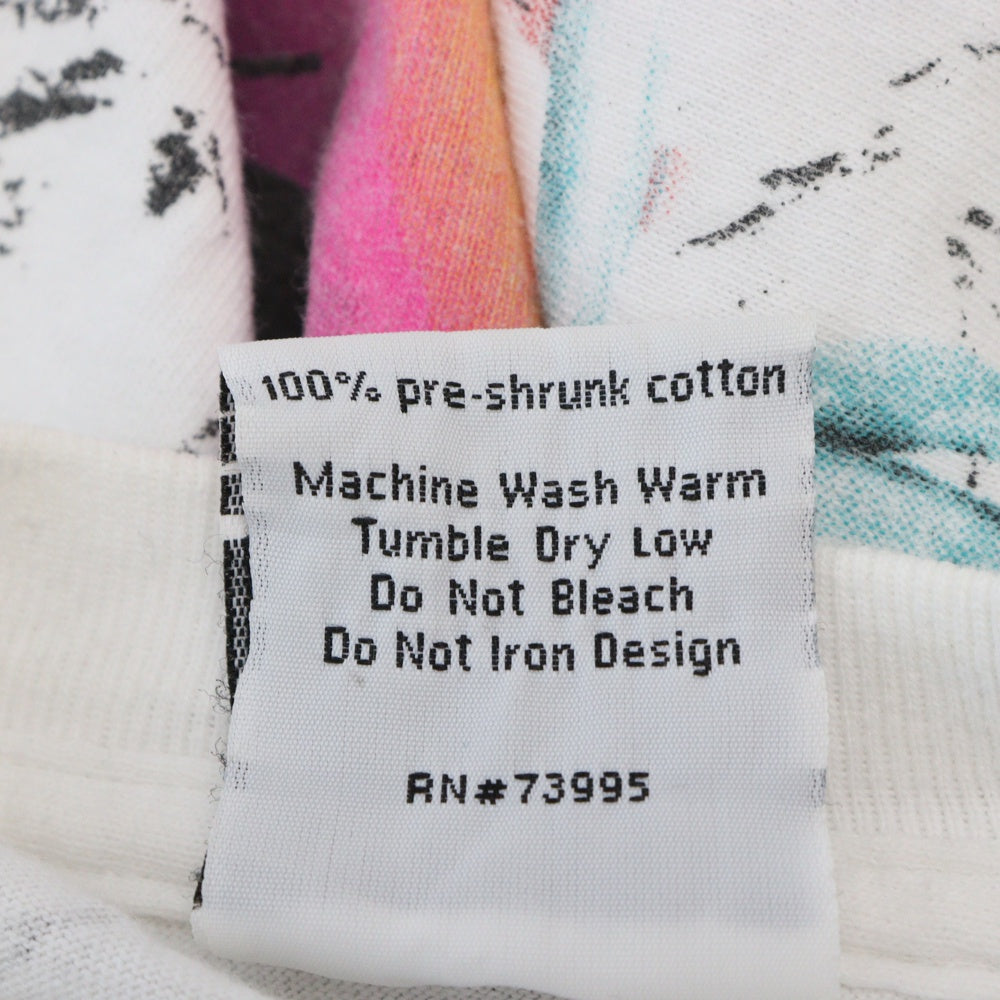 100% pre-shrunk cotton
Machine Wash Warm
Tumble Dry Low
Do Not Bleach
Do Not Iron Design
RN#73995